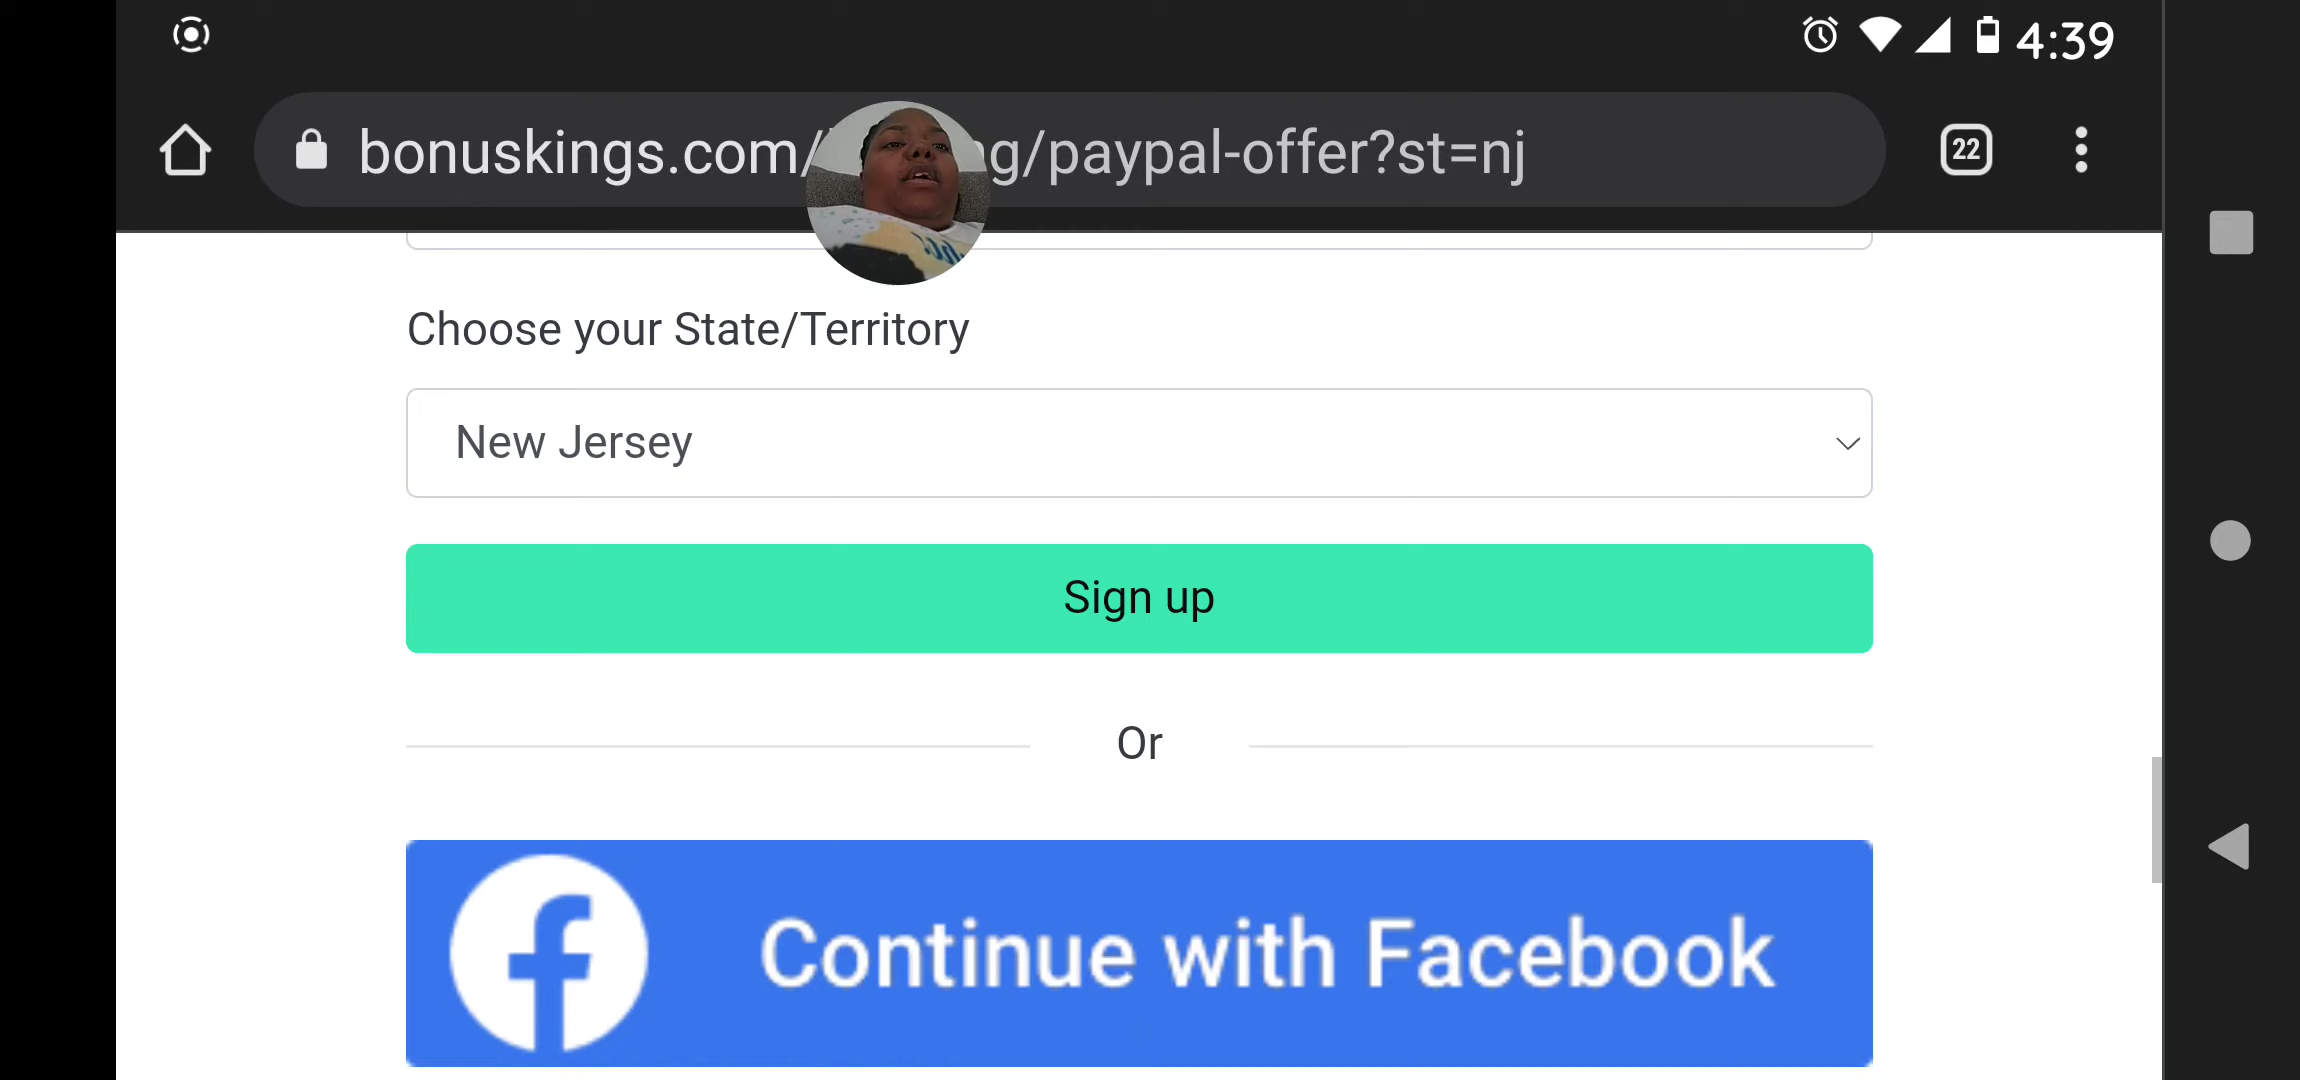 4:39
bonuskings.com/ g/paypal-offer?st=nj
22
Choose your State/Territory
New Jersey
Sign up
Or
Continue with Facebook